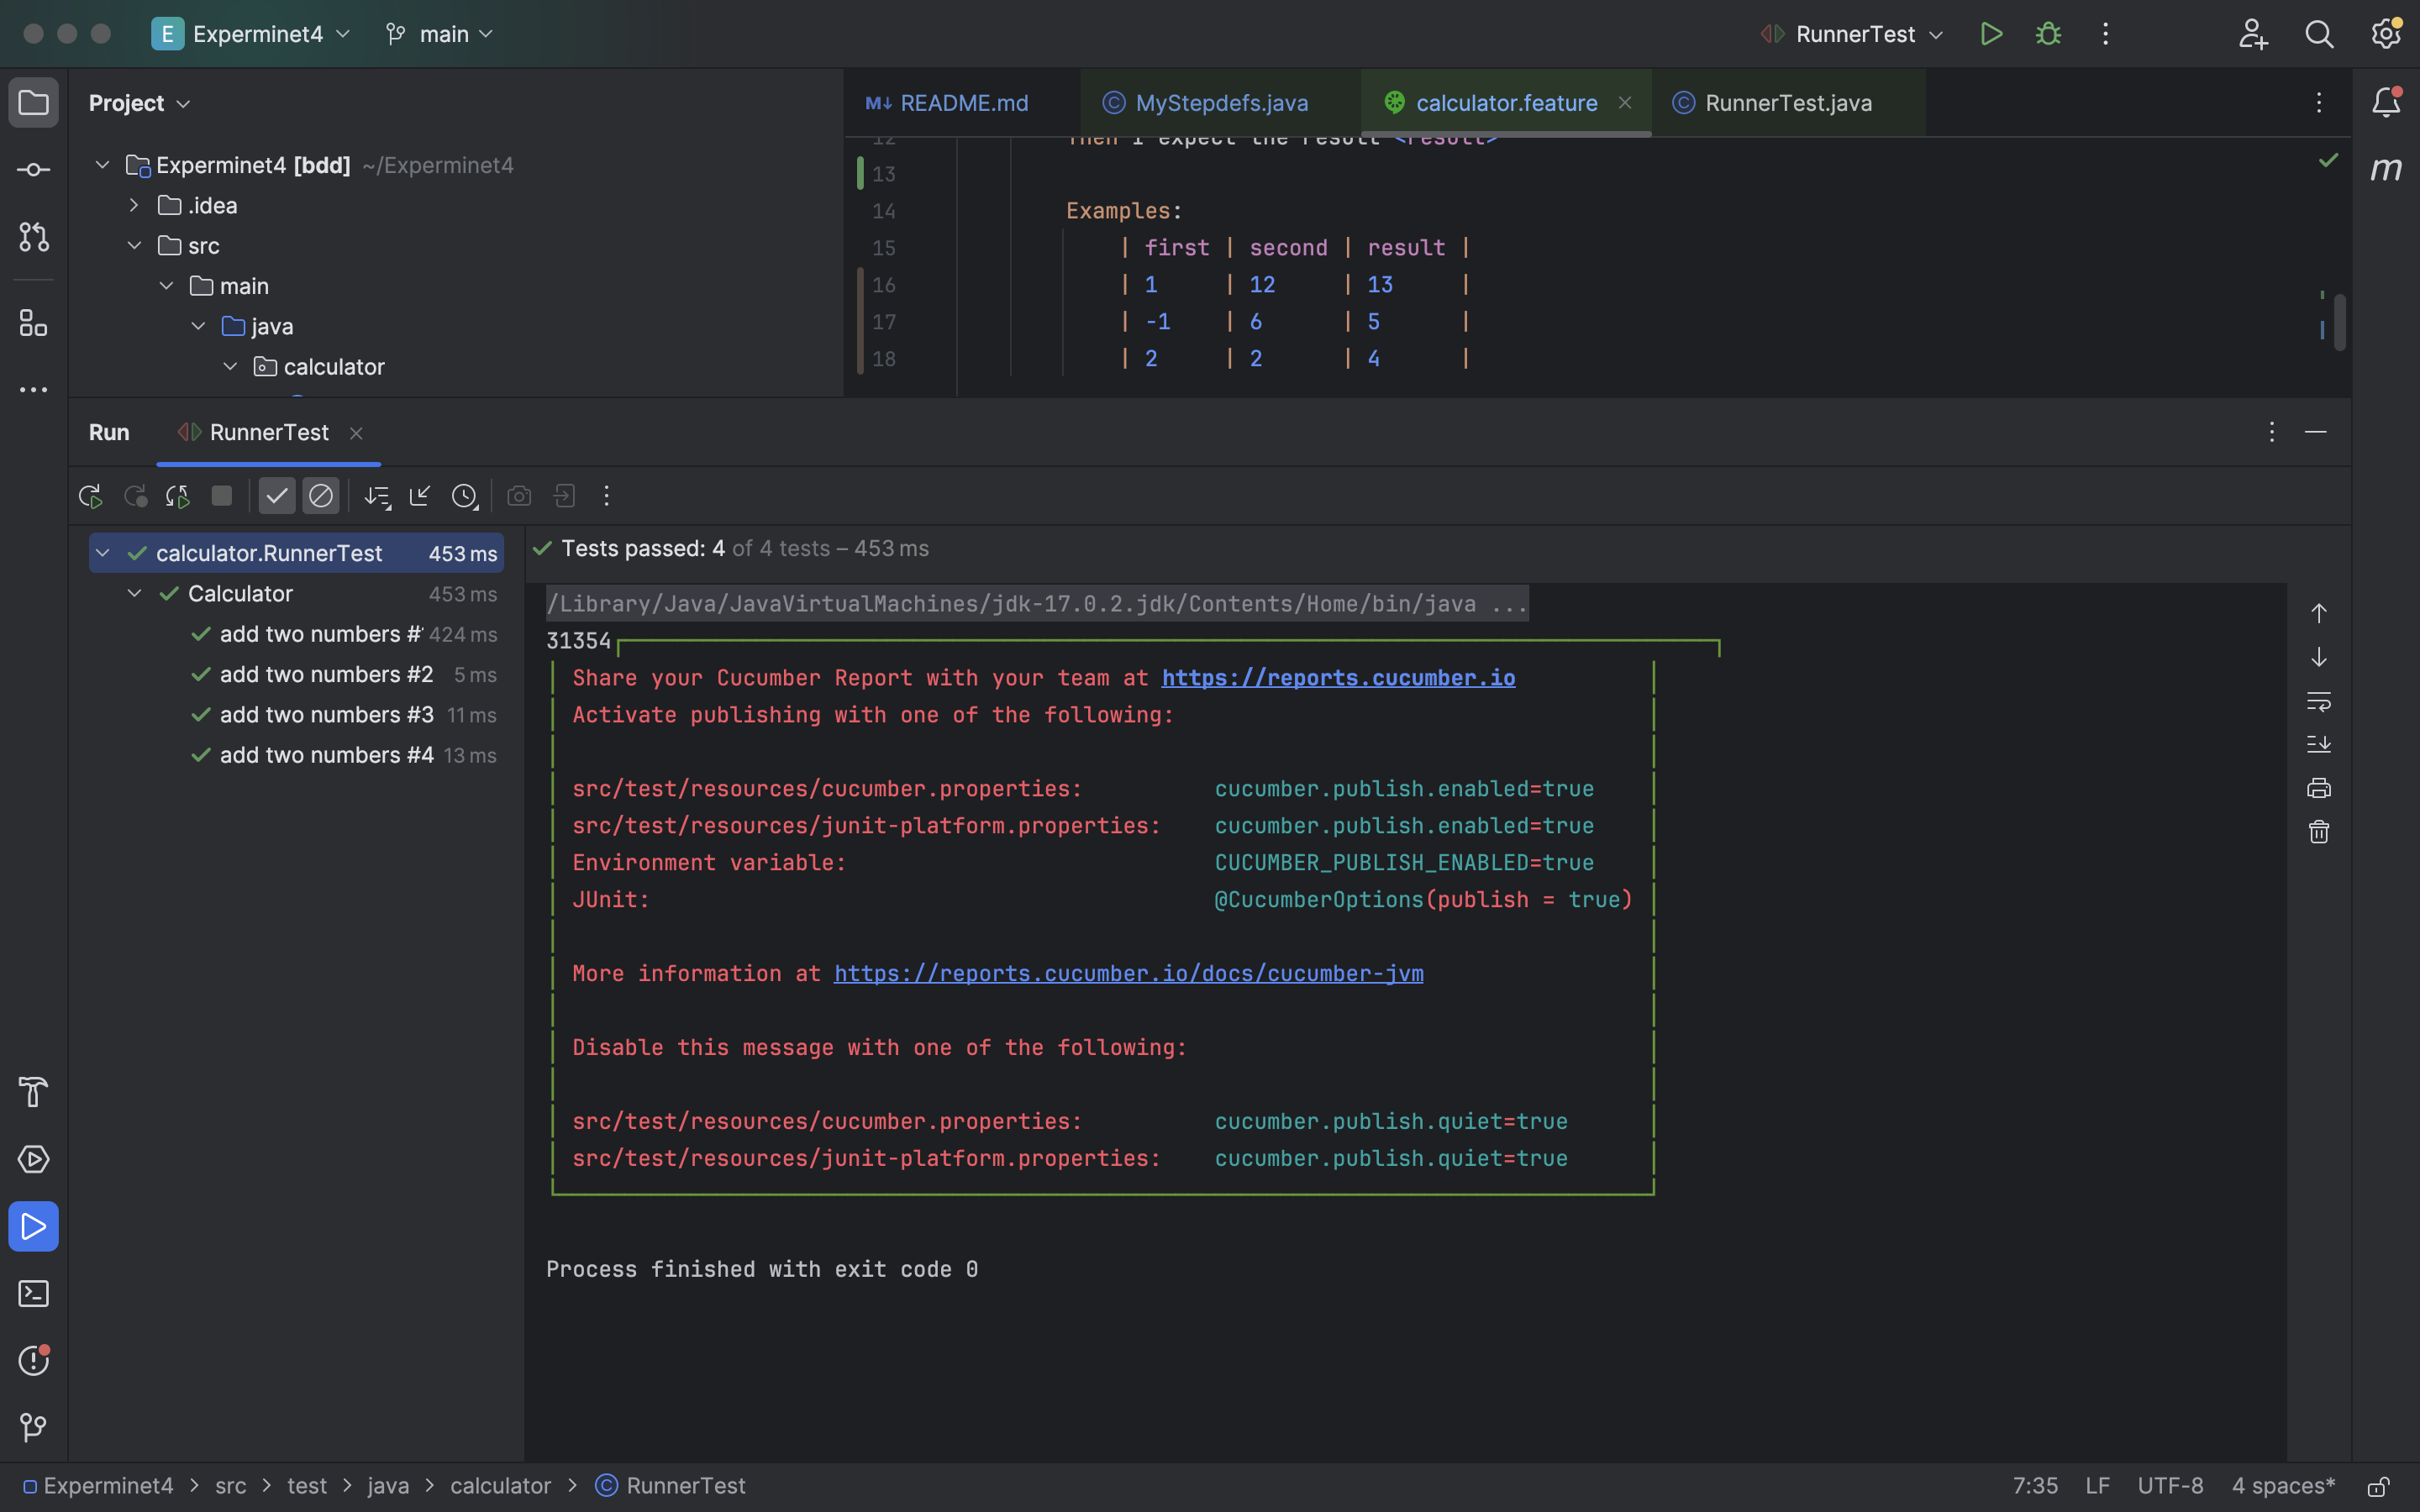 E Experminet4 main RunnerTest
Project
README.md MyStepdefs.java calculator.feature RunnerTest.java
Experminet4 [bdd] ~/Experminet4
.idea
src
main
java
calculator
12 Then I expect the result <result>
13
14 Examples:
15 | first | second | result |
16 | 1 | 12 | 13 |
17 | -1 | 6 | 5 |
18 | 2 | 2 | 4 |
Run RunnerTest
calculator.RunnerTest 453 ms
Calculator 453 ms
add two numbers # 424 ms
add two numbers #2 5 ms
add two numbers #3 11 ms
add two numbers #4 13 ms
Tests passed: 4 of 4 tests – 453 ms
/Library/Java/JavaVirtualMachines/jdk-17.0.2.jdk/Contents/Home/bin/java ...
31354
Share your Cucumber Report with your team at https://reports.cucumber.io
Activate publishing with one of the following:
src/test/resources/cucumber.properties: cucumber.publish.enabled=true
src/test/resources/junit-platform.properties: cucumber.publish.enabled=true
Environment variable: CUCUMBER_PUBLISH_ENABLED=true
JUnit: @CucumberOptions(publish = true)
More information at https://reports.cucumber.io/docs/cucumber-jvm
Disable this message with one of the following:
src/test/resources/cucumber.properties: cucumber.publish.quiet=true
src/test/resources/junit-platform.properties: cucumber.publish.quiet=true
Process finished with exit code 0
Experminet4 > src > test > java > calculator > RunnerTest 7:35 LF UTF-8 4 spaces*